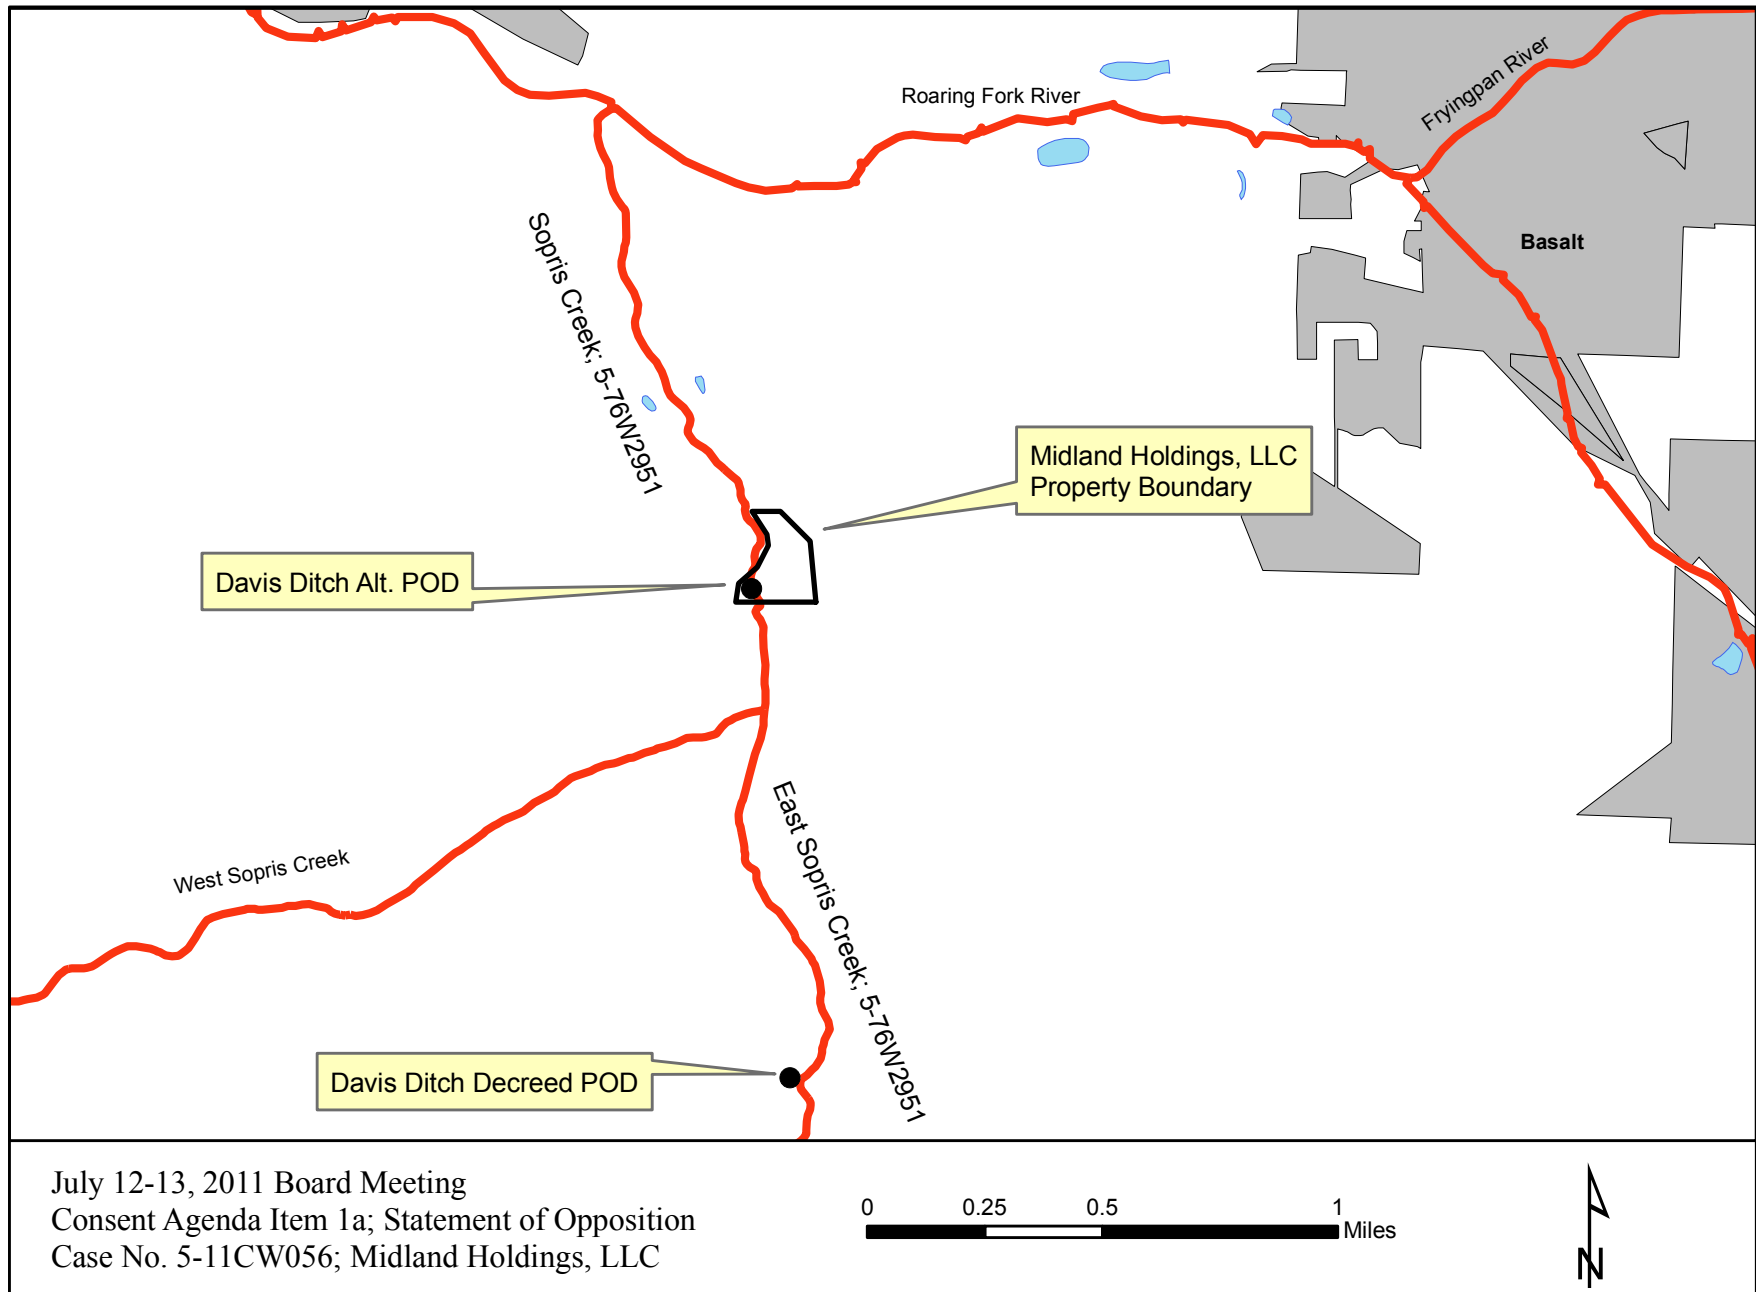 Roaring Fork River
Fryingpan River
Basalt
Sopris Creek; 5-76W2951
Midland Holdings, LLC
Property Boundary
Davis Ditch Alt. POD
West Sopris Creek
East Sopris Creek; 5-76W2951
Davis Ditch Decreed POD
July 12-13, 2011 Board Meeting
Consent Agenda Item 1a; Statement of Opposition
Case No. 5-11CW056; Midland Holdings, LLC
0 0.25 0.5 1
Miles
N